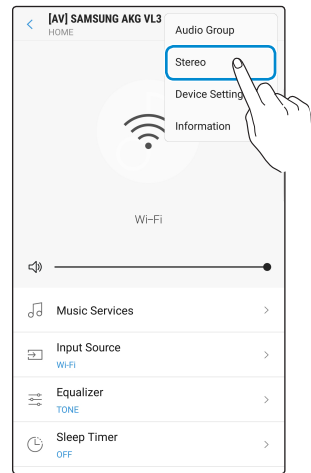 [AV] SAMSUNG AKG VL3
HOME
Audio Group
Stereo
Device Setting
Information
Wi-Fi
Music Services
Input Source
Wi-Fi
Equalizer
TONE
Sleep Timer
OFF